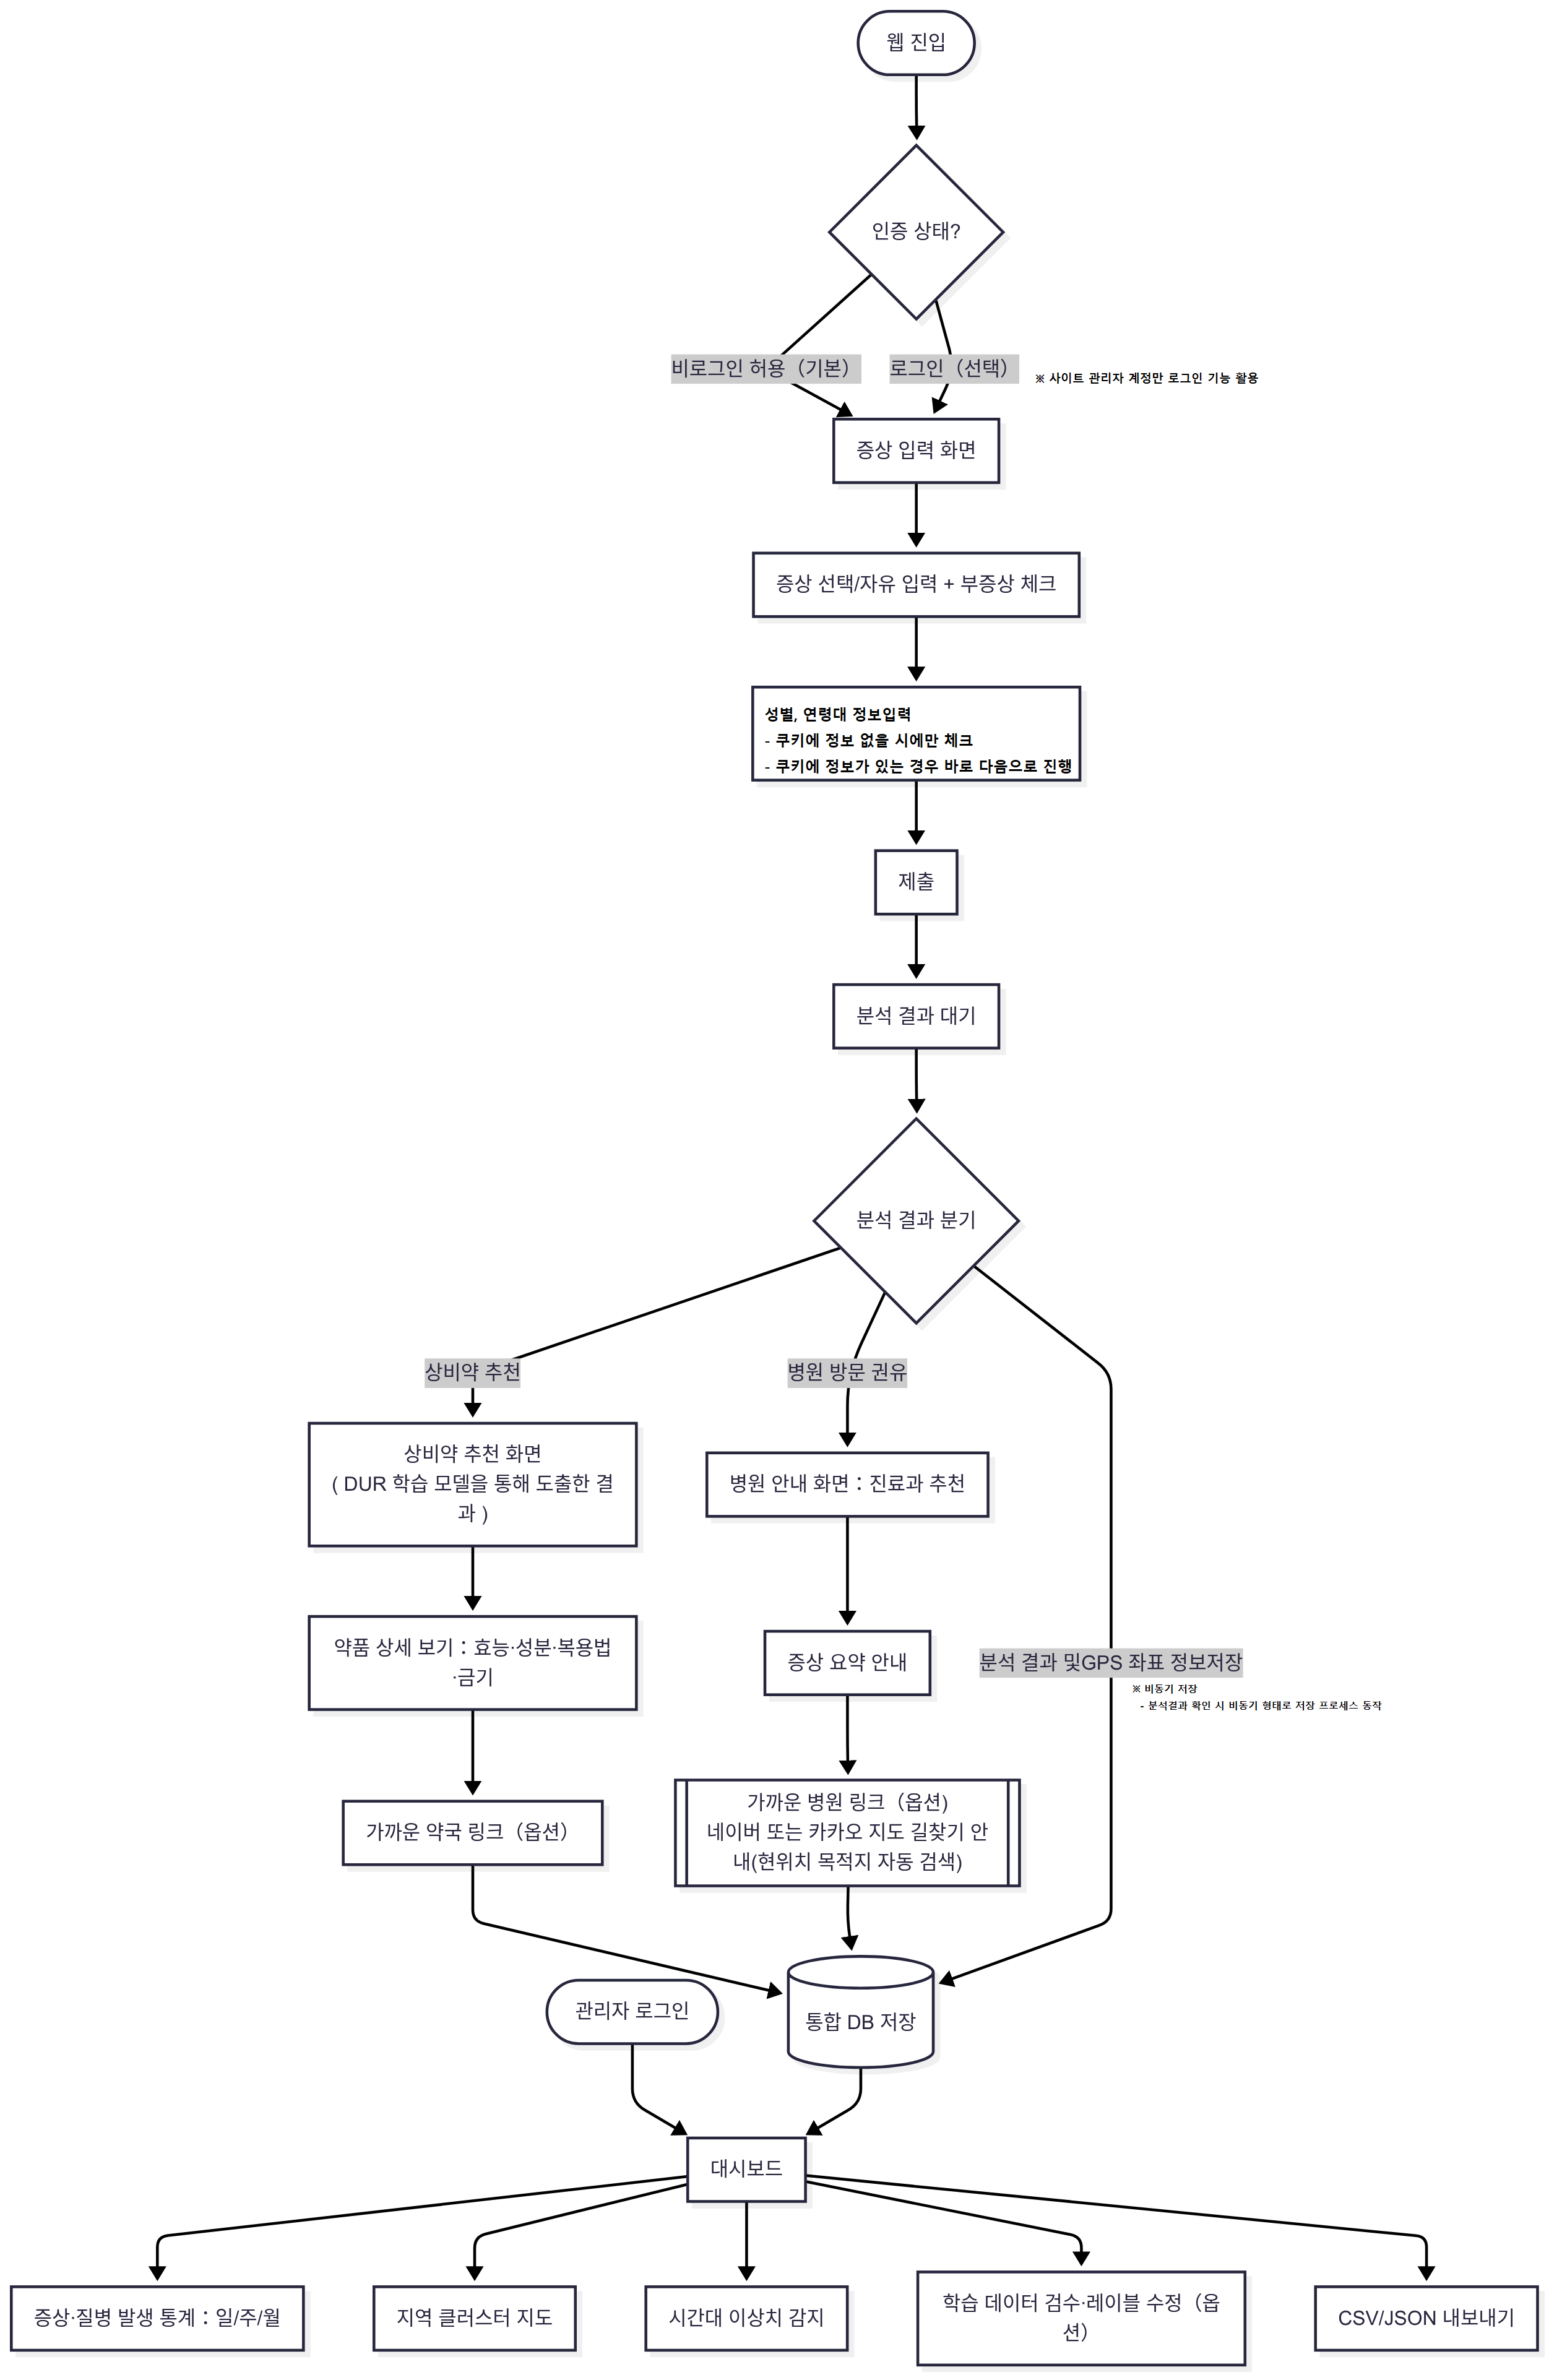 웹 진입
인증 상태?
비로그인 허용 (기본)
로그인 (선택)
※ 사이트 관리자 계정만 로그인 기능 활용
증상 입력 화면
증상 선택/자유 입력 + 부증상 체크
성별, 연령대 정보입력
- 쿠키에 정보 없을 시에만 체크
- 쿠키에 정보가 있는 경우 바로 다음으로 진행
제출
분석 결과 대기
분석 결과 분기
상비약 추천
병원 방문 권유
상비약 추천 화면
( DUR 학습 모델을 통해 도출한 결
과 )
병원 안내 화면 : 진료과 추천
약품 상세 보기 : 효능·성분·복용법
·금기
증상 요약 안내
분석 결과 및GPS 좌표 정보저장
※ 비동기 저장
- 분석결과 확인 시 비동기 형태로 저장 프로세스 동작
가까운 약국 링크 (옵션)
가까운 병원 링크 (옵션)
네이버 또는 카카오 지도 길찾기 안
내(현위치 목적지 자동 검색)
관리자 로그인
통합 DB 저장
대시보드
증상·질병 발생 통계 : 일/주/월
지역 클러스터 지도
시간대 이상치 감지
학습 데이터 검수·레이블 수정 (옵
션)
CSV/JSON 내보내기